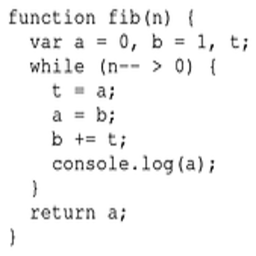 function fib(n) {
  var a = 0, b = 1, t;
  while (n-- > 0) {
    t = a;
    a = b;
    b += t;
    console.log(a);
  }
  return a;
}